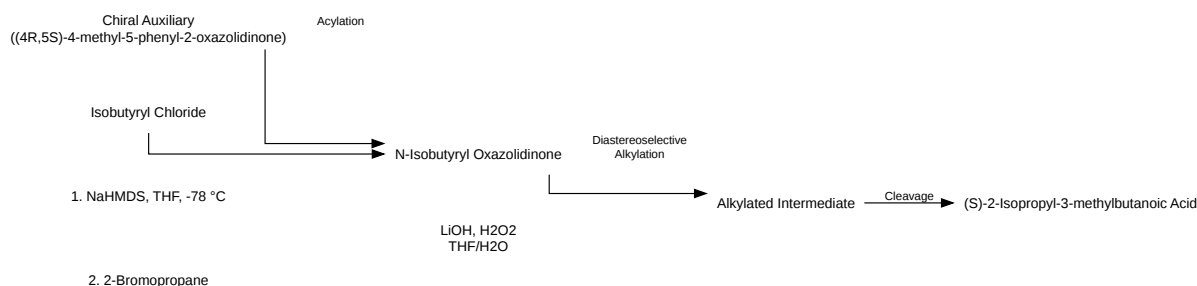 Chiral Auxiliary
((4R,5S)-4-methyl-5-phenyl-2-oxazolidinone)
Acylation
Isobutyryl Chloride
N-Isobutyryl Oxazolidinone
Diastereoselective
Alkylation
1. NaHMDS, THF, -78 °C
Alkylated Intermediate
Cleavage
(S)-2-Isopropyl-3-methylbutanoic Acid
LiOH, H2O2
THF/H2O
2. 2-Bromopropane